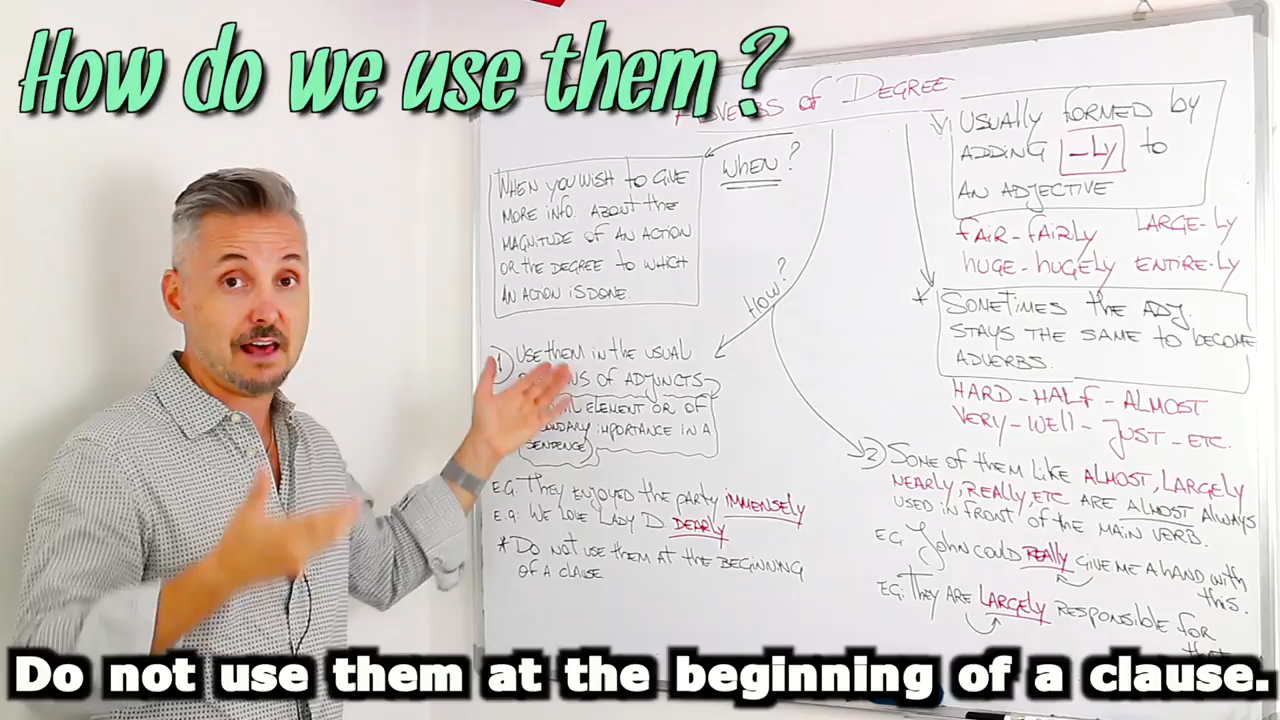 How do we use them?
ADVERBS of DEGREE
WHEN?
WHEN YOU WISH TO GIVE
MORE INFO. ABOUT THE
MAGNITUDE OF AN ACTION
OR THE DEGREE TO WHICH
AN ACTION IS DONE.
HOW?
1) USE THEM IN THE USUAL
OF ADJUNCTS
ELEMENT OR OF
IMPORTANCE IN A
SENTENCE
E.G. THEY ENJOYED THE PARTY IMMENSELY
E.G: WE LOVE LADY D DEARLY
* DO NOT USE THEM AT THE BEGINNING
OF A CLAUSE
USUALLY FORMED BY
ADDING -LY TO
AN ADJECTIVE
FAIR-FAIRLY LARGE-LY
HUGE-HUGELY ENTIRE-LY
* SOMETIMES THE ADJ.
STAYS THE SAME TO BECOME
ADVERBS.
HARD-HALF-ALMOST
VERY-WELL-JUST-ETC.
2) SONE OF THEM LIKE ALMOST, LARGELY
NEARLY, REALLY, ETC ARE ALMOST ALWAYS
USED IN FRONT OF THE MAIN VERB.
EG. JOHN COULD REALLY GIVE ME A HAND WITH
THIS.
EG: THEY ARE LARGELY RESPONSIBLE FOR
THAT
Do not use them at the beginning of a clause.